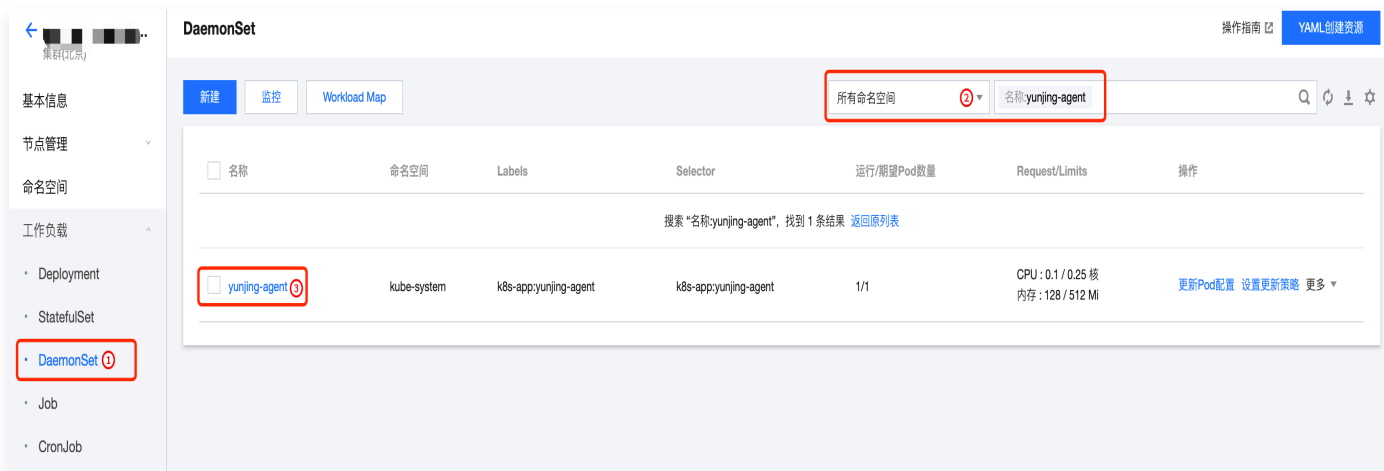 DaemonSet
操作指南
YAML创建资源
集群(北京)
基本信息
节点管理
命名空间
工作负载
Deployment
StatefulSet
DaemonSet ①
Job
CronJob
新建 监控 Workload Map
所有命名空间 ② 名称:yunjing-agent
名称 命名空间 Labels Selector 运行/期望Pod数量 Request/Limits 操作
搜索 “名称:yunjing-agent”，找到 1 条结果 返回原列表
yunjing-agent ③ kube-system k8s-app:yunjing-agent k8s-app:yunjing-agent 1/1 CPU : 0.1 / 0.25 核 更新Pod配置 设置更新策略 更多
内存 : 128 / 512 Mi